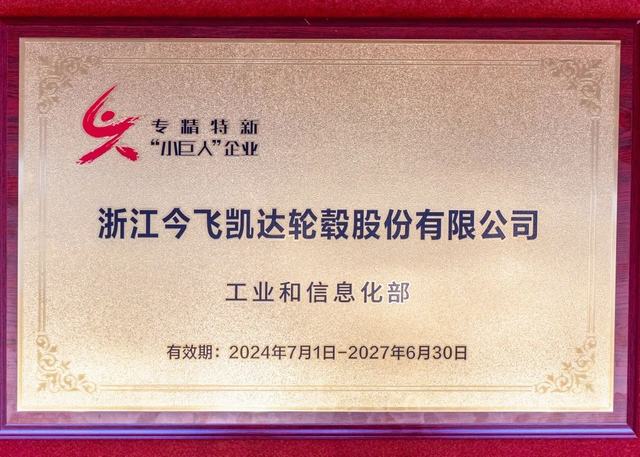 专精特新
“小巨人”企业
浙江今飞凯达轮毂股份有限公司
工业和信息化部
有效期：2024年7月1日-2027年6月30日